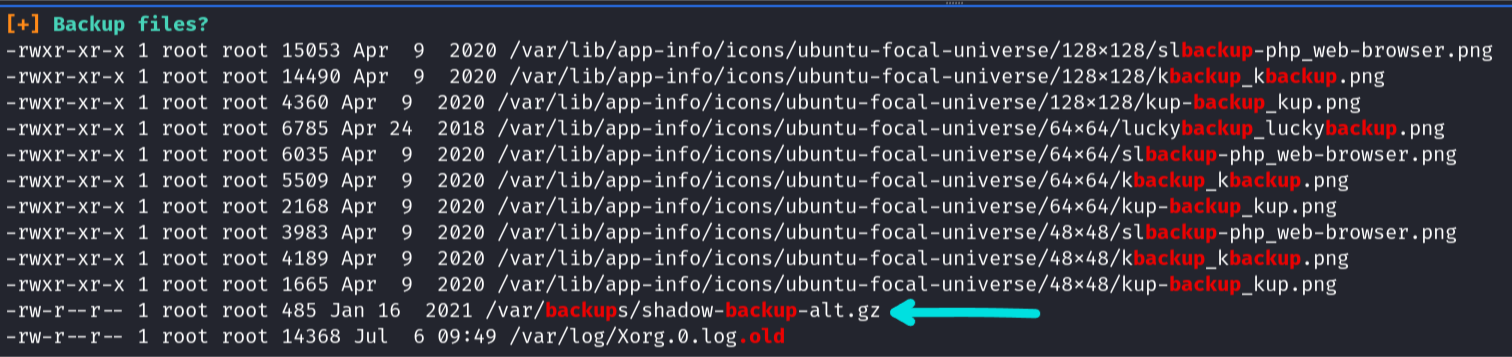 [+] Backup files?
-rwxr-xr-x 1 root root 15053 Apr  9  2020 /var/lib/app-info/icons/ubuntu-focal-universe/128×128/slbackup-php_web-browser.png
-rwxr-xr-x 1 root root 14490 Apr  9  2020 /var/lib/app-info/icons/ubuntu-focal-universe/128×128/kbackup_kbackup.png
-rwxr-xr-x 1 root root 4360 Apr  9  2020 /var/lib/app-info/icons/ubuntu-focal-universe/128×128/kup-backup_kup.png
-rwxr-xr-x 1 root root 6785 Apr 24  2018 /var/lib/app-info/icons/ubuntu-focal-universe/64×64/luckybackup_luckybackup.png
-rwxr-xr-x 1 root root 6035 Apr  9  2020 /var/lib/app-info/icons/ubuntu-focal-universe/64×64/slbackup-php_web-browser.png
-rwxr-xr-x 1 root root 5509 Apr  9  2020 /var/lib/app-info/icons/ubuntu-focal-universe/64×64/kbackup_kbackup.png
-rwxr-xr-x 1 root root 2168 Apr  9  2020 /var/lib/app-info/icons/ubuntu-focal-universe/64×64/kup-backup_kup.png
-rwxr-xr-x 1 root root 3983 Apr  9  2020 /var/lib/app-info/icons/ubuntu-focal-universe/48×48/slbackup-php_web-browser.png
-rwxr-xr-x 1 root root 4189 Apr  9  2020 /var/lib/app-info/icons/ubuntu-focal-universe/48×48/kbackup_kbackup.png
-rwxr-xr-x 1 root root 1665 Apr  9  2020 /var/lib/app-info/icons/ubuntu-focal-universe/48×48/kup-backup_kup.png
-rw-r--r-- 1 root root 485 Jan 16  2021 /var/backups/shadow-backup-alt.gz
-rw-r--r-- 1 root root 14368 Jul  6 09:49 /var/log/Xorg.0.log.old